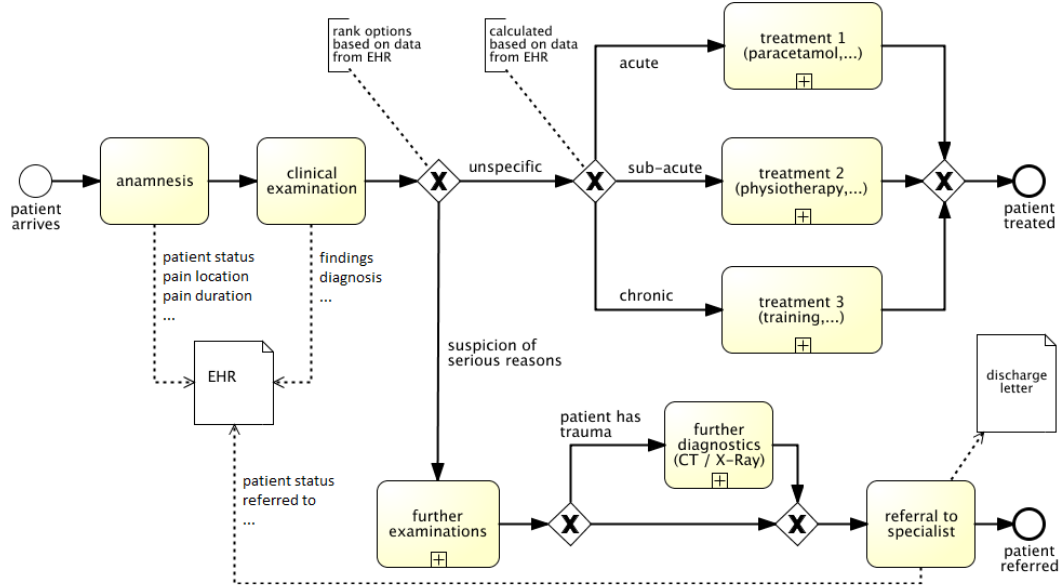 rank options
based on data
from EHR
calculated
based on data
from EHR
acute
treatment 1
(paracetamol,...)
patient
arrives
anamnesis
clinical
examination
X
unspecific
X
sub-acute
treatment 2
(physiotherapy,...)
X
patient
treated
patient status
pain location
pain duration
...
findings
diagnosis
...
chronic
treatment 3
(training,...)
suspicion of
serious reasons
EHR
discharge
letter
patient has
trauma
further
diagnostics
(CT / X-Ray)
patient status
referred to
...
further
examinations
X
X
referral to
specialist
patient
referred